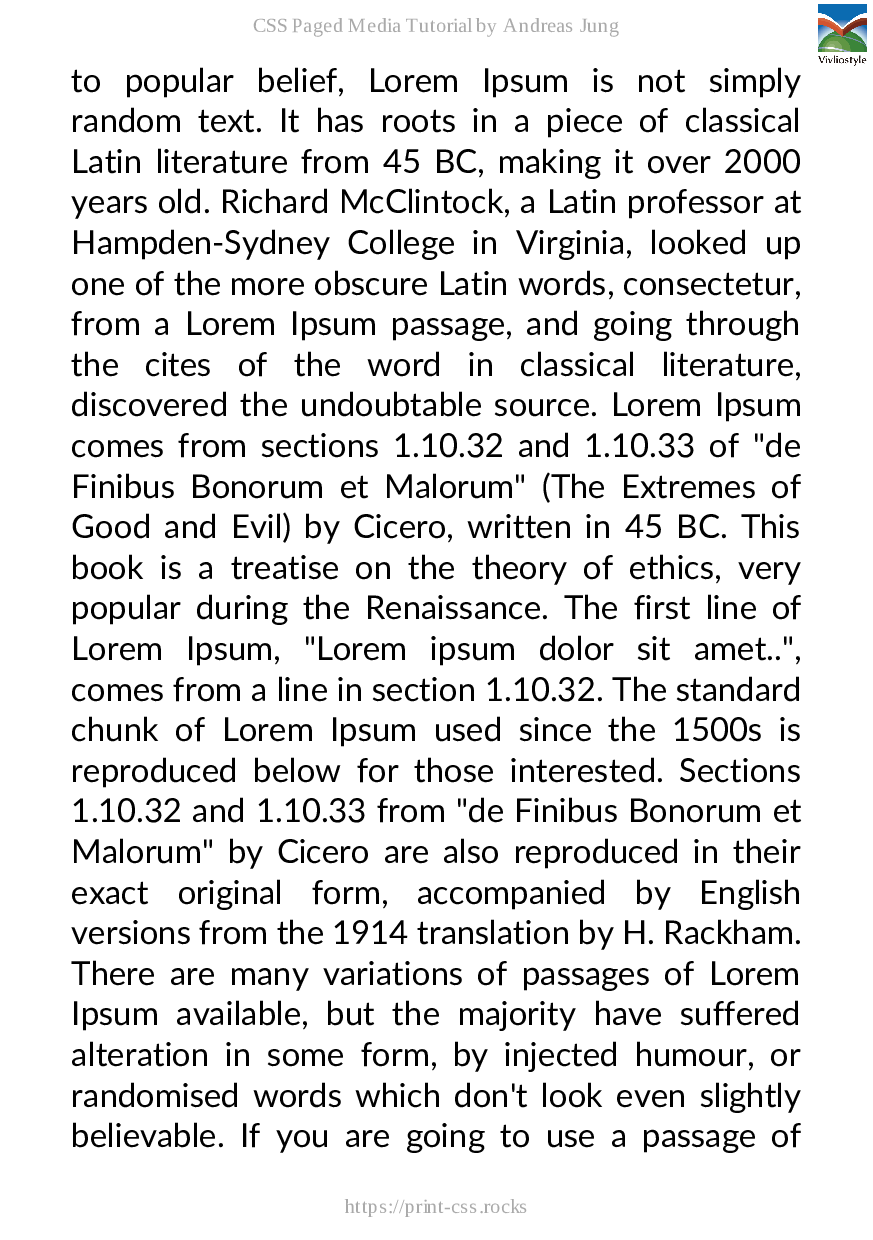 CSS Paged Media Tutorial by Andreas Jung
Vivliostyle
to popular belief, Lorem Ipsum is not simply
random text. It has roots in a piece of classical
Latin literature from 45 BC, making it over 2000
years old. Richard McClintock, a Latin professor at
Hampden-Sydney College in Virginia, looked up
one of the more obscure Latin words, consectetur,
from a Lorem Ipsum passage, and going through
the cites of the word in classical literature,
discovered the undoubtable source. Lorem Ipsum
comes from sections 1.10.32 and 1.10.33 of "de
Finibus Bonorum et Malorum" (The Extremes of
Good and Evil) by Cicero, written in 45 BC. This
book is a treatise on the theory of ethics, very
popular during the Renaissance. The first line of
Lorem Ipsum, "Lorem ipsum dolor sit amet..",
comes from a line in section 1.10.32. The standard
chunk of Lorem Ipsum used since the 1500s is
reproduced below for those interested. Sections
1.10.32 and 1.10.33 from "de Finibus Bonorum et
Malorum" by Cicero are also reproduced in their
exact original form, accompanied by English
versions from the 1914 translation by H. Rackham.
There are many variations of passages of Lorem
Ipsum available, but the majority have suffered
alteration in some form, by injected humour, or
randomised words which don't look even slightly
believable. If you are going to use a passage of
https://print-css.rocks